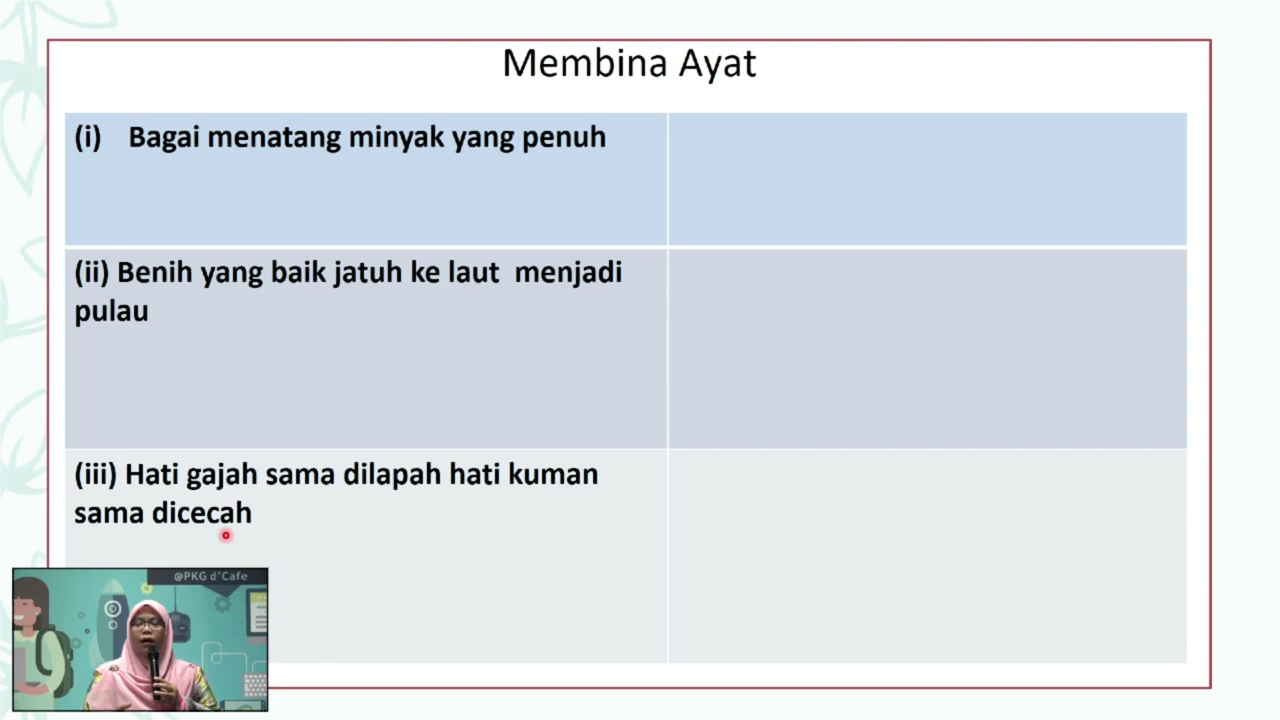 Membina Ayat
(i) Bagai menatang minyak yang penuh
(ii) Benih yang baik jatuh ke laut menjadi
pulau
(iii) Hati gajah sama dilapah hati kuman
sama dicecah
@PKG d'Cafe